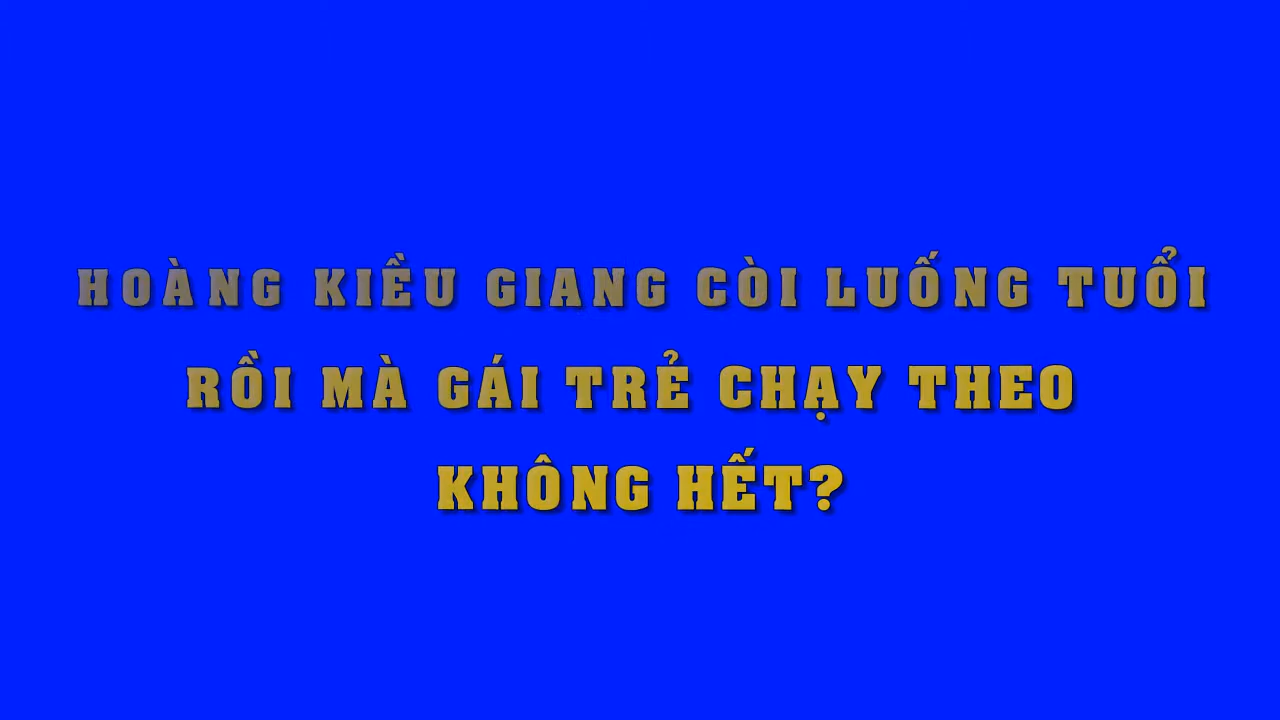 HOÀNG KIỀU GIANG CÒI LUỐNG TUỔI
RỒI MÀ GÁI TRẺ CHẠY THEO
KHÔNG HẾT?